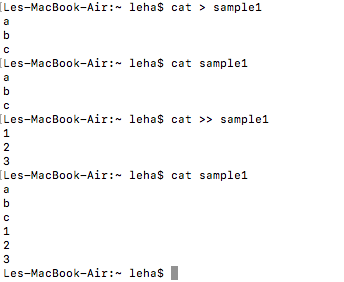 [Les-MacBook-Air:~ leha$ cat > sample1
a
b
c
[Les-MacBook-Air:~ leha$ cat sample1
a
b
c
[Les-MacBook-Air:~ leha$ cat >> sample1
1
2
3
[Les-MacBook-Air:~ leha$ cat sample1
a
b
c
1
2
3
Les-MacBook-Air:~ leha$